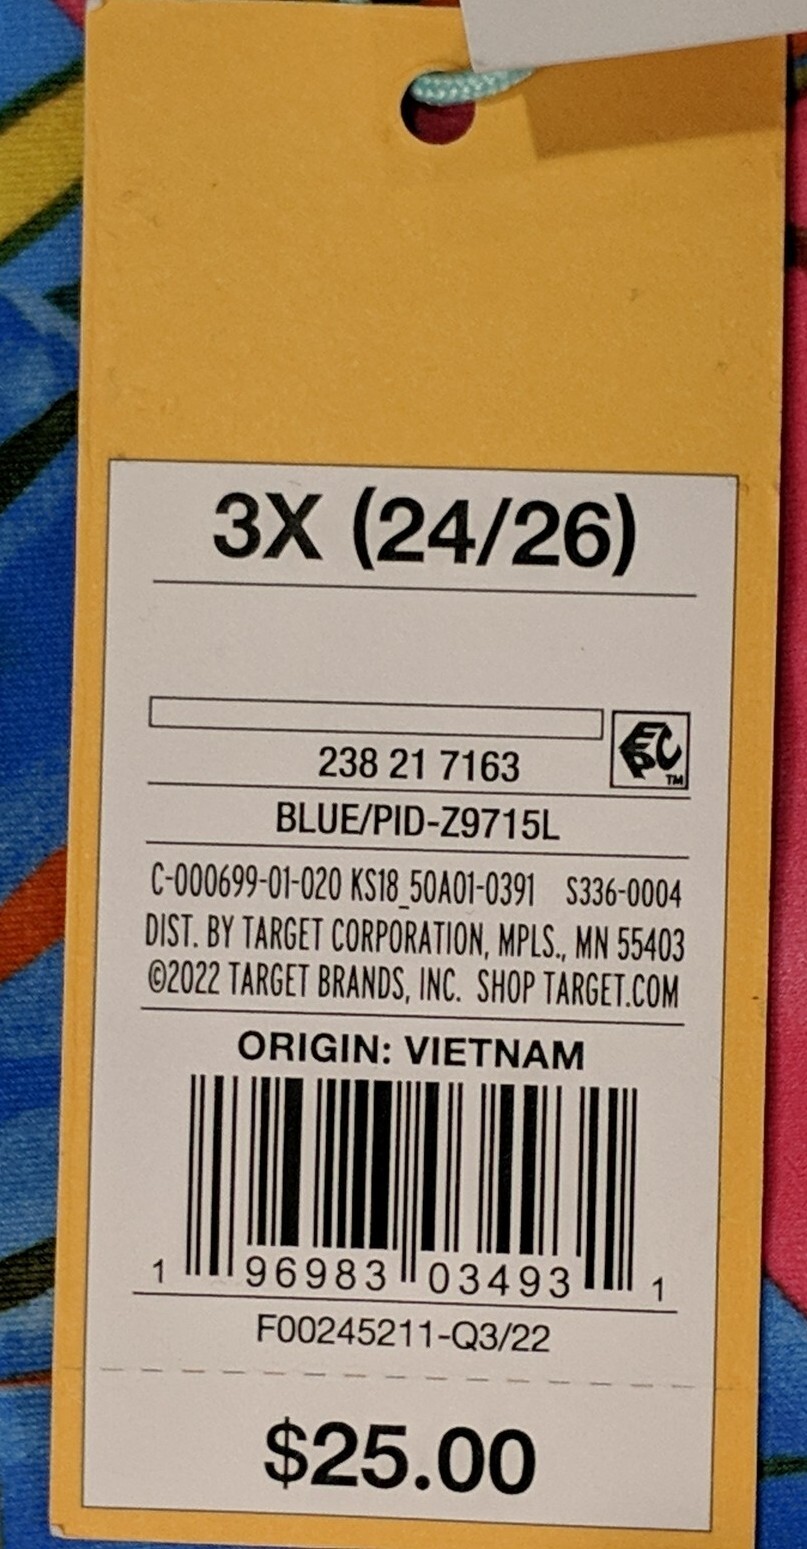 3X (24/26)
238 21 7163
EPC TM
BLUE/PID-Z9715L
C-000699-01-020 KS18_50A01-0391 S336-0004
DIST. BY TARGET CORPORATION, MPLS., MN 55403
©2022 TARGET BRANDS, INC. SHOP TARGET.COM
ORIGIN: VIETNAM
1 96983 03493 1
F00245211-Q3/22
$25.00